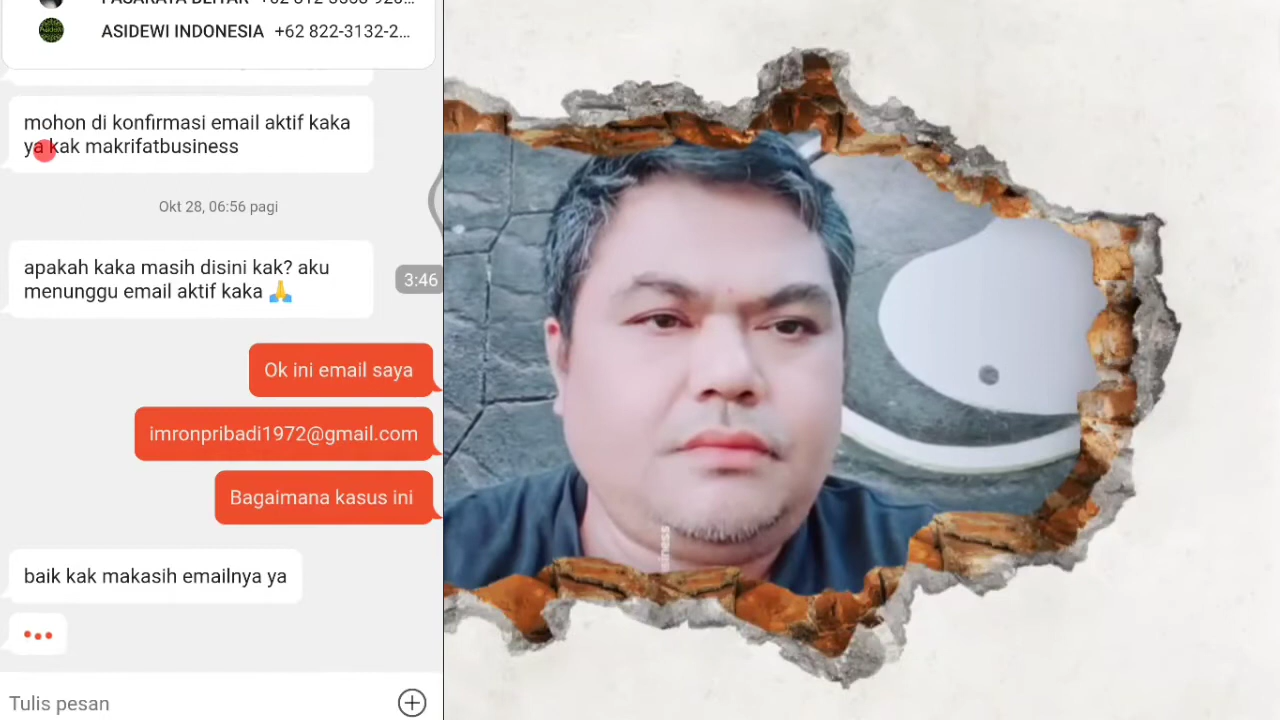 ASIDEWI INDONESIA +62 822-3132-2...
mohon di konfirmasi email aktif kaka
ya kak makrifatbusiness
Okt 28, 06:56 pagi
apakah kaka masih disini kak? aku
menunggu email aktif kaka 🙏
3:46
Ok ini email saya
imronpribadi1972@gmail.com
Bagaimana kasus ini
baik kak makasih emailnya ya
Tulis pesan